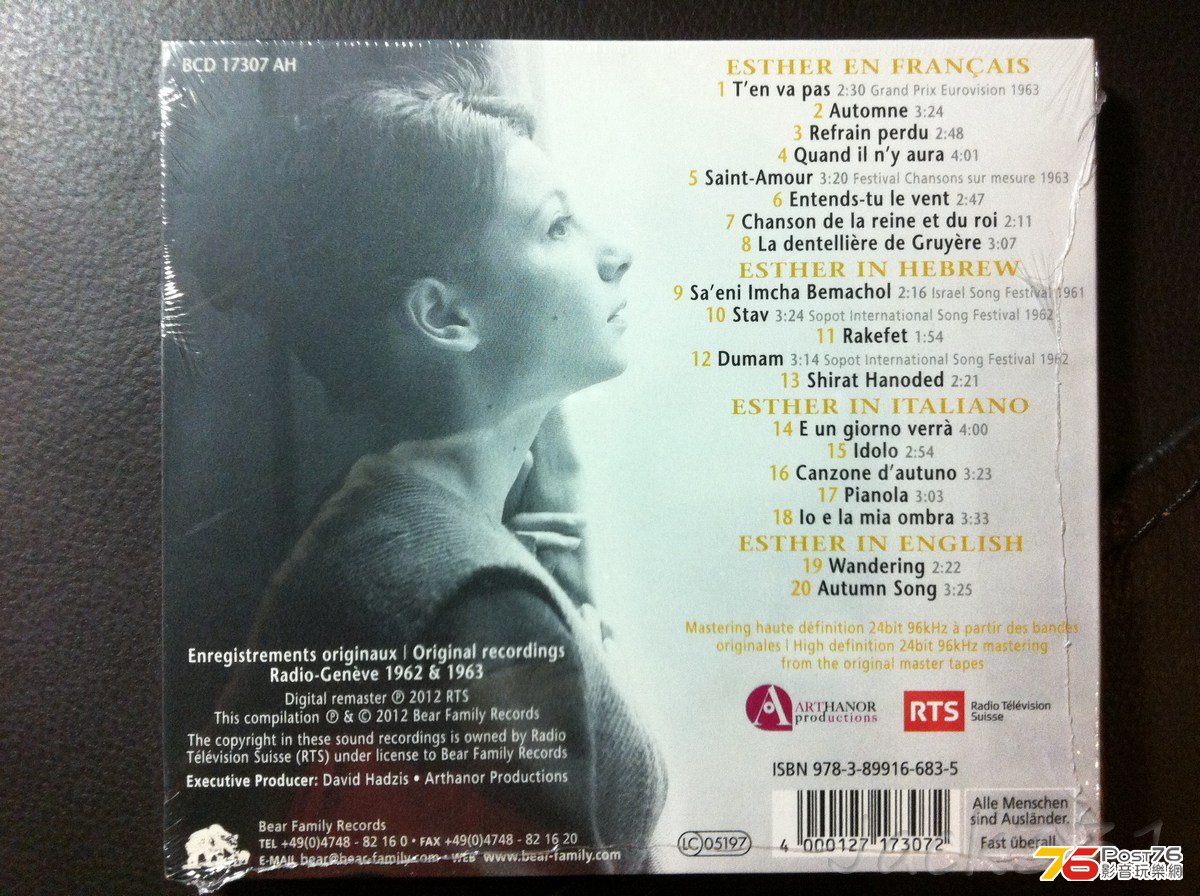 BCD 17307 AH
ESTHER EN FRANÇAIS
1 T'en va pas 2:30 Grand Prix Eurovision 1963
2 Automne 3:24
3 Refrain perdu 2:48
4 Quand il n'y aura 4:01
5 Saint-Amour 3:20 Festival Chansons sur mesure 1963
6 Entends-tu le vent 2:47
7 Chanson de la reine et du roi 2:11
8 La dentellière de Gruyère 3:07
ESTHER IN HEBREW
9 Sa'eni Imcha Bemachol 2:16 Israel Song Festival 1961
10 Stav 3:24 Sopot International Song Festival 1962
11 Rakefet 1:54
12 Dumam 3:14 Sopot International Song Festival 1962
13 Shirat Hanoded 2:21
ESTHER IN ITALIANO
14 E un giorno verrà 4:00
15 Idolo 2:54
16 Canzone d'autuno 3:23
17 Pianola 3:03
18 Io e la mia ombra 3:33
ESTHER IN ENGLISH
19 Wandering 2:22
20 Autumn Song 3:25
Mastering haute définition 24bit 96kHz à partir des bandes
originales | High definition 24bit 96kHz mastering
from the original master tapes
ARTHANOR
productions
RTS Radio Télévision
Suisse
ISBN 978-3-89916-683-5
Enregistrements originaux | Original recordings
Radio-Genève 1962 & 1963
Digital remaster ℗ 2012 RTS
This compilation ℗ & © 2012 Bear Family Records
The copyright in these sound recordings is owned by Radio
Télévision Suisse (RTS) under license to Bear Family Records
Executive Producer: David Hadzis • Arthanor Productions
Bear Family Records
TEL +49(0)4748 - 82 16 0 • FAX +49(0)4748 - 82 16 20
E-MAIL bear@bear-family.com • WEB www.bear-family.com
LC 05197
4 000127 173072
Alle Menschen
sind Ausländer.
Fast überall.
76 POST76
影音玩樂網